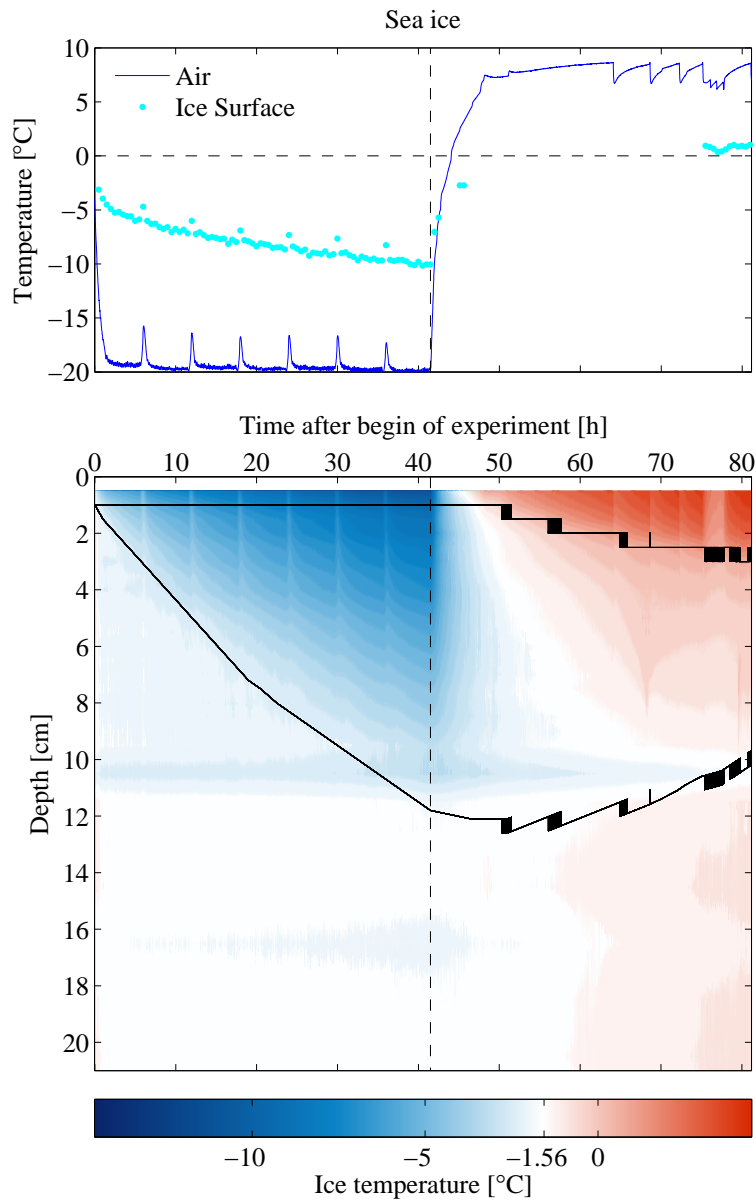 Sea ice
10
5
0
−5
−10
−15
−20
Temperature [°C]
Air
Ice Surface
Time after begin of experiment [h]
0 10 20 30 40 50 60 70 80
0
2
4
6
8
10
12
14
16
18
20
Depth [cm]
−10 −5 −1.56 0
Ice temperature [°C]